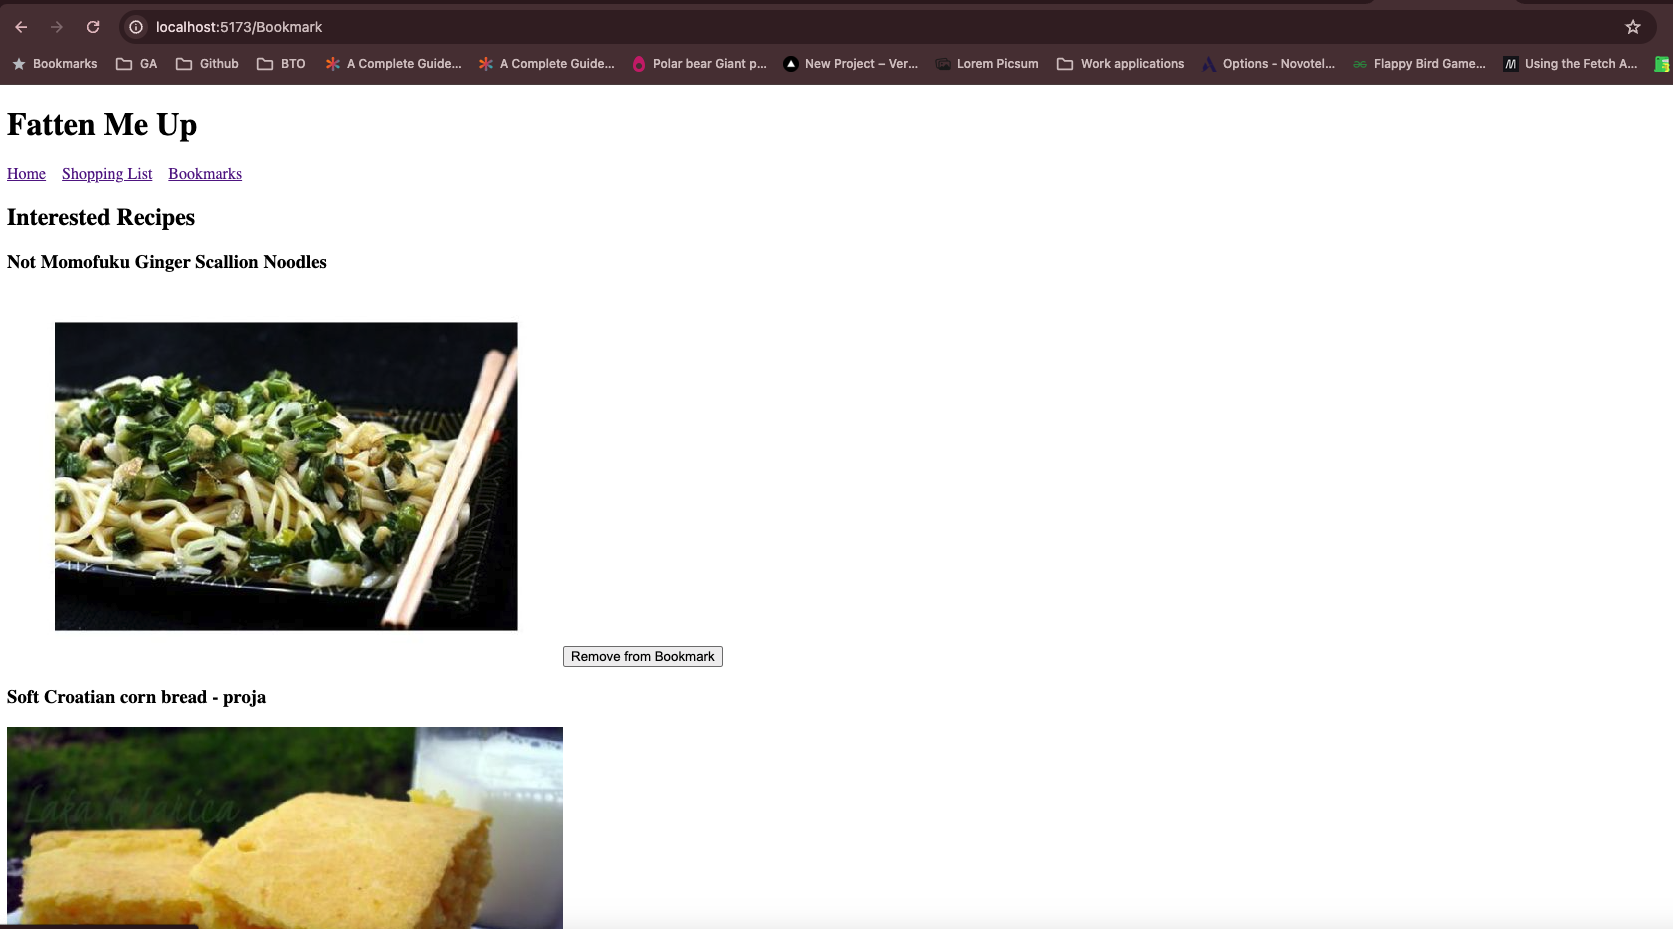 localhost:5173/Bookmark
Bookmarks GA Github BTO A Complete Guide... A Complete Guide... Polar bear Giant p... New Project – Ver... Lorem Picsum Work applications Options - Novotel... Flappy Bird Game... Using the Fetch A...
Fatten Me Up
Home Shopping List Bookmarks
Interested Recipes
Not Momofuku Ginger Scallion Noodles
Remove from Bookmark
Soft Croatian corn bread - proja